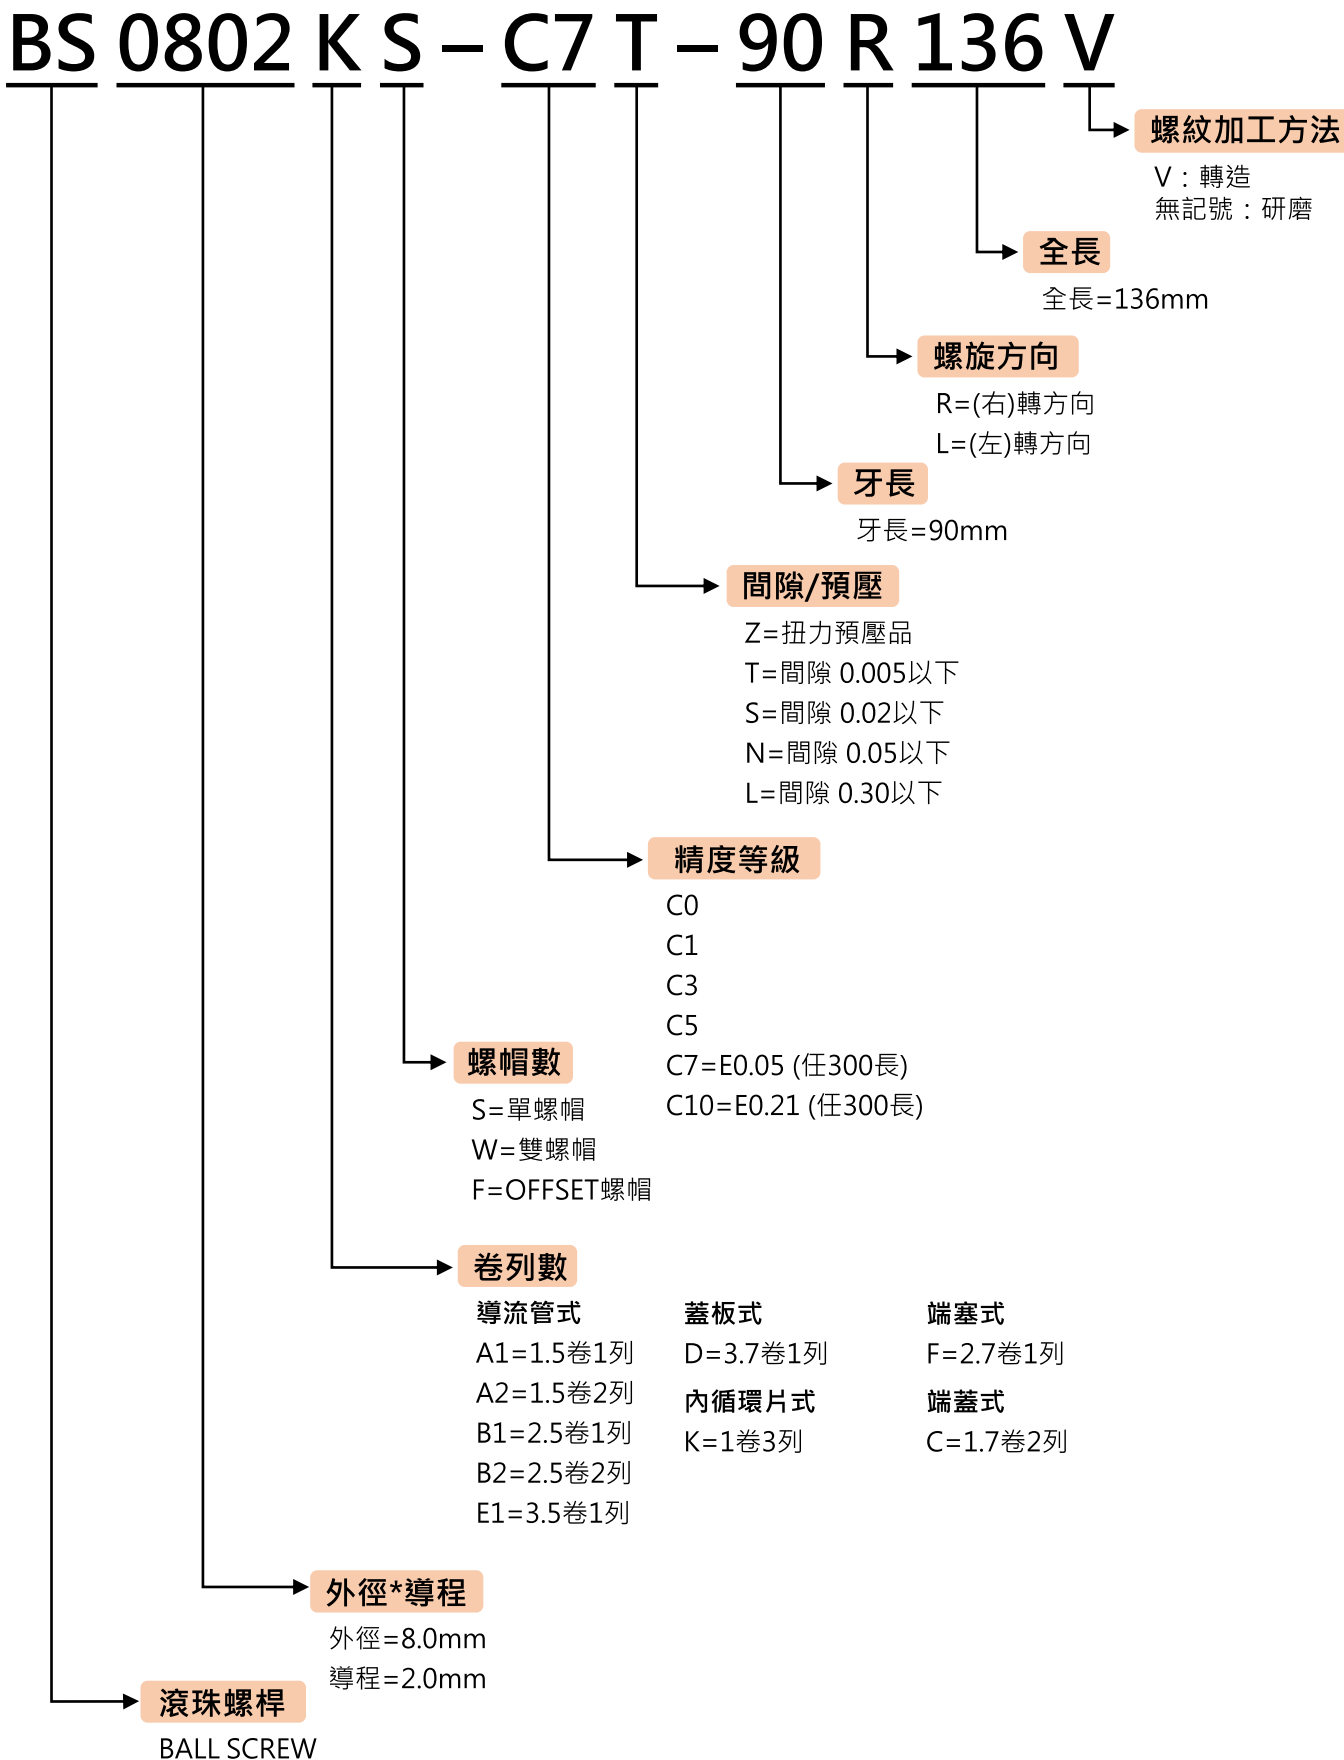 BS 0802 K S – C7 T – 90 R 136 V
螺紋加工方法
V：轉造
無記號：研磨
全長
全長=136mm
螺旋方向
R=(右)轉方向
L=(左)轉方向
牙長
牙長=90mm
間隙/預壓
Z=扭力預壓品
T=間隙 0.005以下
S=間隙 0.02以下
N=間隙 0.05以下
L=間隙 0.30以下
精度等級
C0
C1
C3
C5
C7=E0.05 (任300長)
C10=E0.21 (任300長)
螺帽數
S=單螺帽
W=雙螺帽
F=OFFSET螺帽
卷列數
導流管式
A1=1.5卷1列
A2=1.5卷2列
B1=2.5卷1列
B2=2.5卷2列
E1=3.5卷1列
蓋板式
D=3.7卷1列
內循環片式
K=1卷3列
端塞式
F=2.7卷1列
端蓋式
C=1.7卷2列
外徑*導程
外徑=8.0mm
導程=2.0mm
滾珠螺桿
BALL SCREW